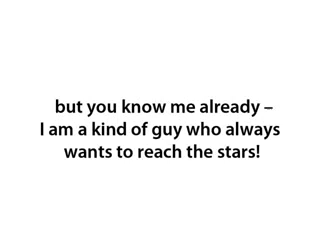 but you know me already –
I am a kind of guy who always
wants to reach the stars!